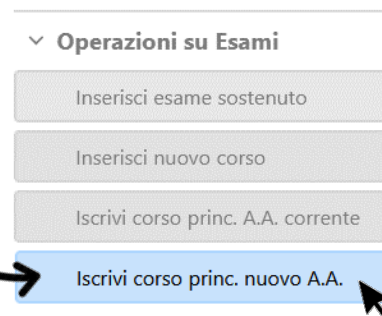 Operazioni su Esami
Inserisci esame sostenuto
Inserisci nuovo corso
Iscrivi corso princ. A.A. corrente
Iscrivi corso princ. nuovo A.A.